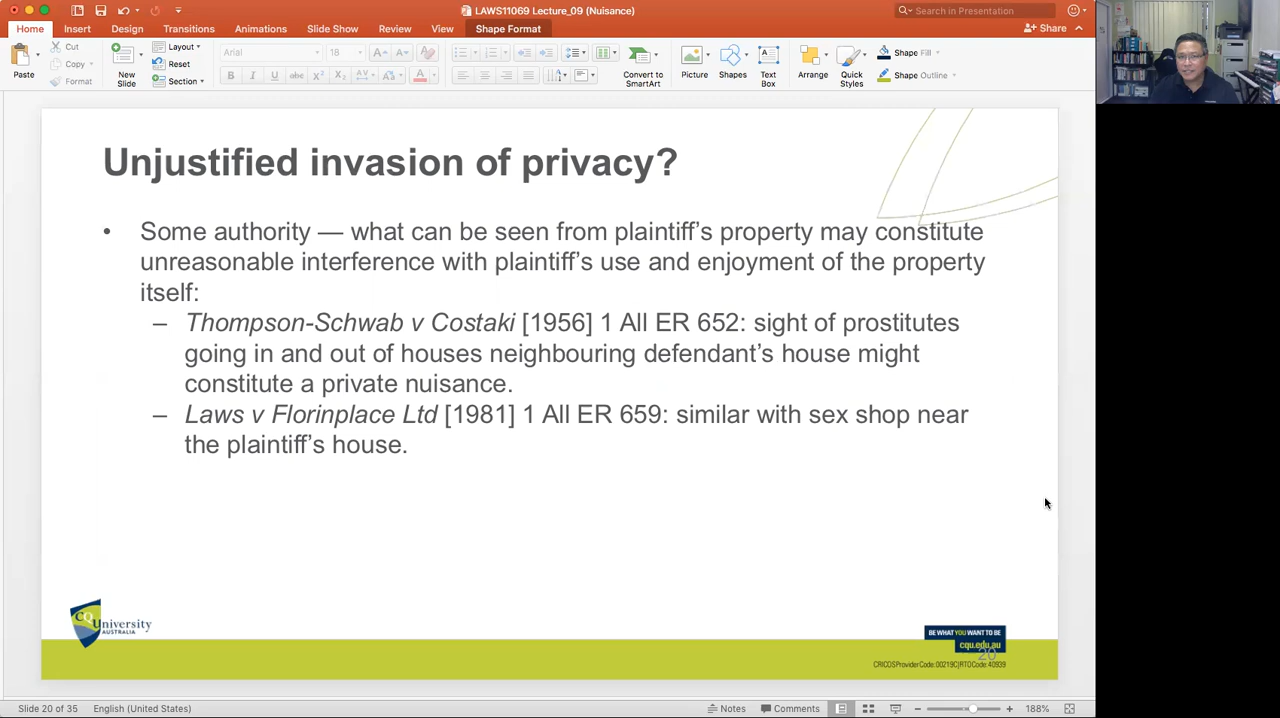 LAWS11069 Lecture_09 (Nuisance)
Search in Presentation
Home Insert Design Transitions Animations Slide Show Review View Shape Format
Share
Paste
Cut
Copy
Format
New Slide
Layout
Reset
Section
Arial 18
Convert to SmartArt
Picture
Shapes
Text Box
Arrange
Quick Styles
Shape Fill
Shape Outline
Unjustified invasion of privacy?
• Some authority — what can be seen from plaintiff's property may constitute
unreasonable interference with plaintiff's use and enjoyment of the property
itself:
– Thompson-Schwab v Costaki [1956] 1 All ER 652: sight of prostitutes
going in and out of houses neighbouring defendant's house might
constitute a private nuisance.
– Laws v Florinplace Ltd [1981] 1 All ER 659: similar with sex shop near
the plaintiff's house.
CQUniversity
AUSTRALIA
BE WHAT YOU WANT TO BE
cqu.edu.au
20
CRICOS Provider Code: 00219C | RTO Code: 40939
Slide 20 of 35 English (United States) Notes Comments 188%